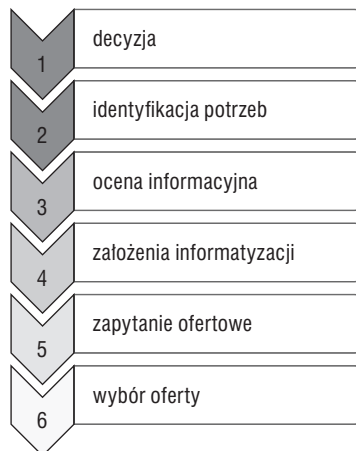 1 decyzja
2 identyfikacja potrzeb
3 ocena informacyjna
4 założenia informatyzacji
5 zapytanie ofertowe
6 wybór oferty